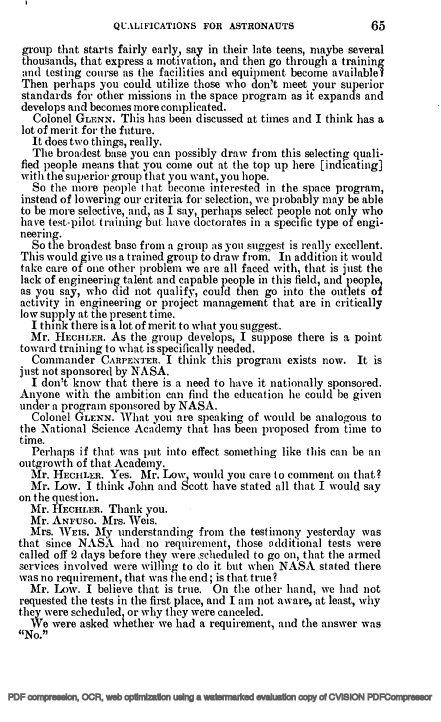 QUALIFICATIONS FOR ASTRONAUTS 65
group that starts fairly early, say in their late teens, maybe several
thousands, that express a motivation, and then go through a training
and testing course as the facilities and equipment become available?
Then perhaps you could utilize those who don't meet your superior
standards for other missions in the space program as it expands and
develops and becomes more complicated.
Colonel GLENN. This has been discussed at times and I think has a
lot of merit for the future.
It does two things, really.
The broadest base you can possibly draw from this selecting quali-
fied people means that you come out at the top up here [indicating]
with the superior group that you want, you hope.
So the more people that become interested in the space program,
instead of lowering our criteria for selection, we probably may be able
to be more selective, and, as I say, perhaps select people not only who
have test-pilot training but have doctorates in a specific type of engi-
neering.
So the broadest base from a group as you suggest is really excellent.
This would give us a trained group to draw from. In addition it would
take care of one other problem we are all faced with, that is just the
lack of engineering talent and capable people in this field, and people,
as you say, who did not qualify, could then go into the outlets of
activity in engineering or project management that are in critically
low supply at the present time.
I think there is a lot of merit to what you suggest.
Mr. HECHLER. As the group develops, I suppose there is a point
toward training to what is specifically needed.
Commander CARPENTER. I think this program exists now. It is
just not sponsored by NASA.
I don't know that there is a need to have it nationally sponsored.
Anyone with the ambition can find the education he could be given
under a program sponsored by NASA.
Colonel GLENN. What you are speaking of would be analogous to
the National Science Academy that has been proposed from time to
time.
Perhaps if that was put into effect something like this can be an
outgrowth of that Academy.
Mr. HECHLER. Yes. Mr. Low, would you care to comment on that?
Mr. Low. I think John and Scott have stated all that I would say
on the question.
Mr. HECHLER. Thank you.
Mr. ANFUSO. Mrs. Weis.
Mrs. WEIS. My understanding from the testimony yesterday was
that since NASA had no requirement, those additional tests were
called off 2 days before they were scheduled to go on, that the armed
services involved were willing to do it but when NASA stated there
was no requirement, that was the end; is that true?
Mr. Low. I believe that is true. On the other hand, we had not
requested the tests in the first place, and I am not aware, at least, why
they were scheduled, or why they were canceled.
We were asked whether we had a requirement, and the answer was
"No."
PDF compression, OCR, web optimization using a watermarked evaluation copy of CVISION PDFCompressor